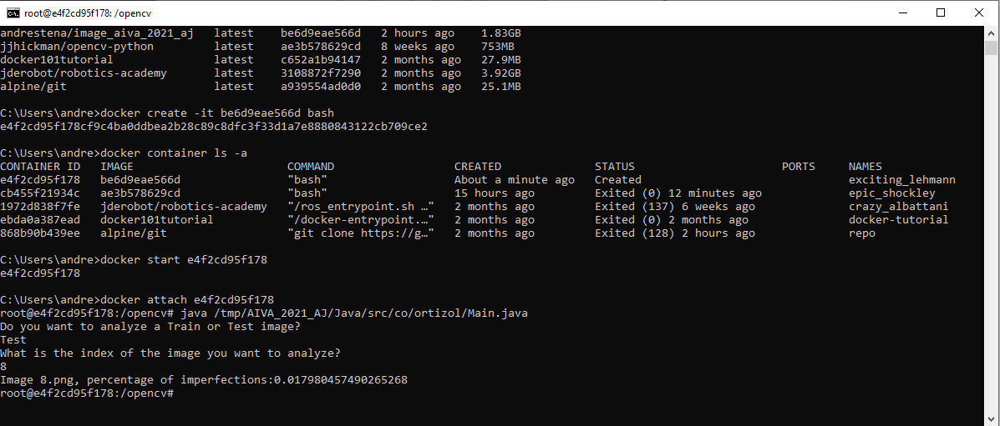 root@e4f2cd95f178: /opencv
andrestena/image_aiva_2021_aj   latest    be6d9eae566d   2 hours ago    1.83GB
jjhickman/opencv-python         latest    ae3b578629cd   8 weeks ago    753MB
docker101tutorial               latest    c652a1b94147   2 months ago   27.9MB
jderobot/robotics-academy       latest    3108872f7290   2 months ago   3.92GB
alpine/git                      latest    a939554ad0d0   2 months ago   25.1MB
C:\Users\andre>docker create -it be6d9eae566d bash
e4f2cd95f178cf9c4ba0ddbea2b28c89c8dfc3f33d1a7e8880843122cb709ce2
C:\Users\andre>docker container ls -a
CONTAINER ID   IMAGE                       COMMAND                  CREATED              STATUS                      PORTS     NAMES
e4f2cd95f178   be6d9eae566d                "bash"                   About a minute ago   Created                               exciting_lehmann
cb455f21934c   ae3b578629cd                "bash"                   15 hours ago         Exited (0) 12 minutes ago             epic_shockley
1972d838f7fe   jderobot/robotics-academy   "/ros_entrypoint.sh …"   2 months ago         Exited (137) 6 weeks ago              crazy_albattani
ebda0a387ead   docker101tutorial           "/docker-entrypoint.…"   2 months ago         Exited (0) 2 months ago               docker-tutorial
868b90b439ee   alpine/git                  "git clone https://g…"   2 months ago         Exited (128) 2 hours ago              repo
C:\Users\andre>docker start e4f2cd95f178
e4f2cd95f178
C:\Users\andre>docker attach e4f2cd95f178
root@e4f2cd95f178:/opencv# java /tmp/AIVA_2021_AJ/Java/src/co/ortizol/Main.java
Do you want to analyze a Train or Test image?
Test
What is the index of the image you want to analyze?
8
Image 8.png, percentage of imperfections:0.017980457490265268
root@e4f2cd95f178:/opencv#